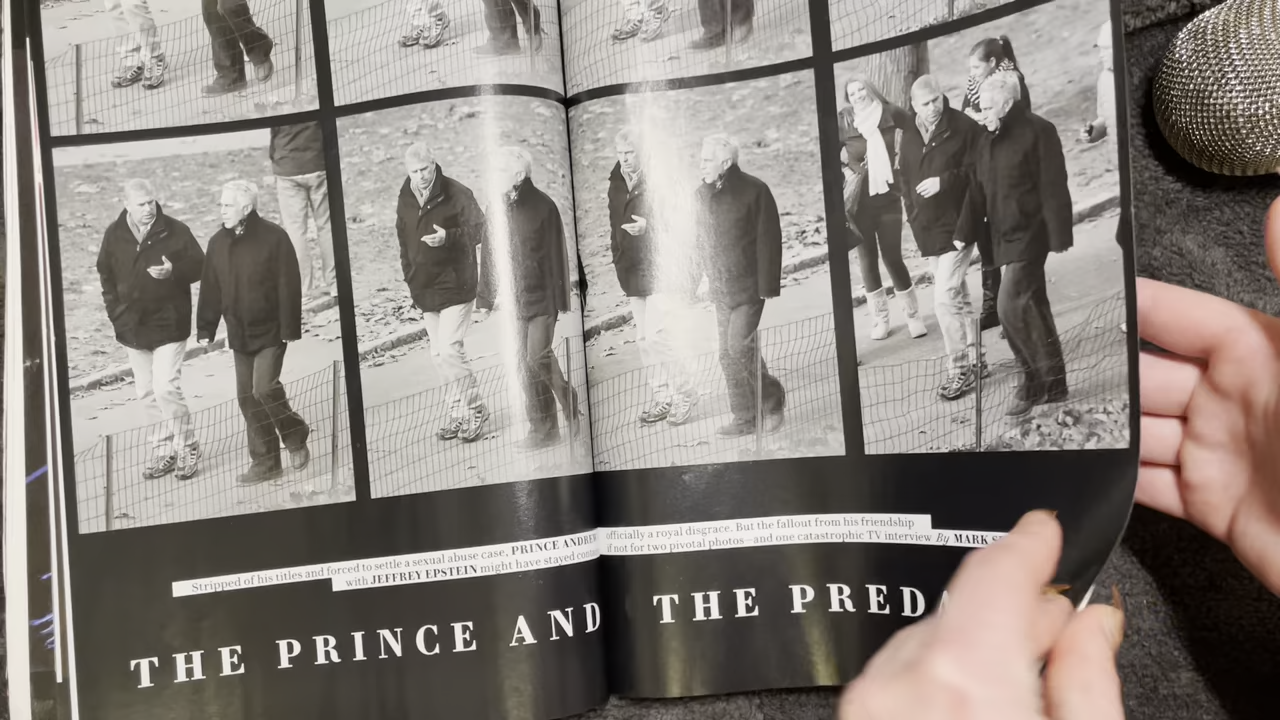 Stripped of his titles and forced to settle a sexual abuse case, PRINCE ANDREW officially a royal disgrace. But the fallout from his friendship
with JEFFREY EPSTEIN might have stayed if not for two pivotal photos—and one catastrophic TV interview By MARK
THE PRINCE AND THE